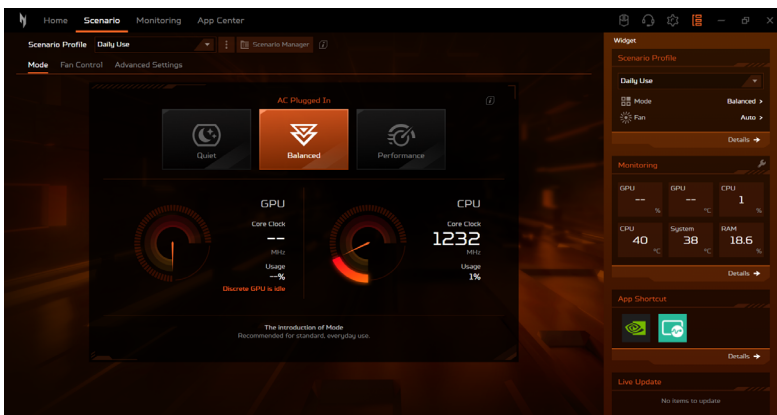 Home Scenario Monitoring App Center
Scenario Profile Daily Use Scenario Manager
Mode Fan Control Advanced Settings
AC Plugged In
Quiet Balanced Performance
GPU
Core Clock
--
MHz
Usage
--%
Discrete GPU is idle
CPU
Core Clock
1232
MHz
Usage
1%
The Introduction of Mode
Recommended for standard, everyday use.
Widget
Scenario Profile
Daily Use
Mode Balanced >
Fan Auto >
Details
Monitoring
GPU
--
%
GPU
--
°C
CPU
1
%
CPU
40
°C
System
38
°C
RAM
18.6
%
Details
App Shortcut
Details
Live Update
No items to update